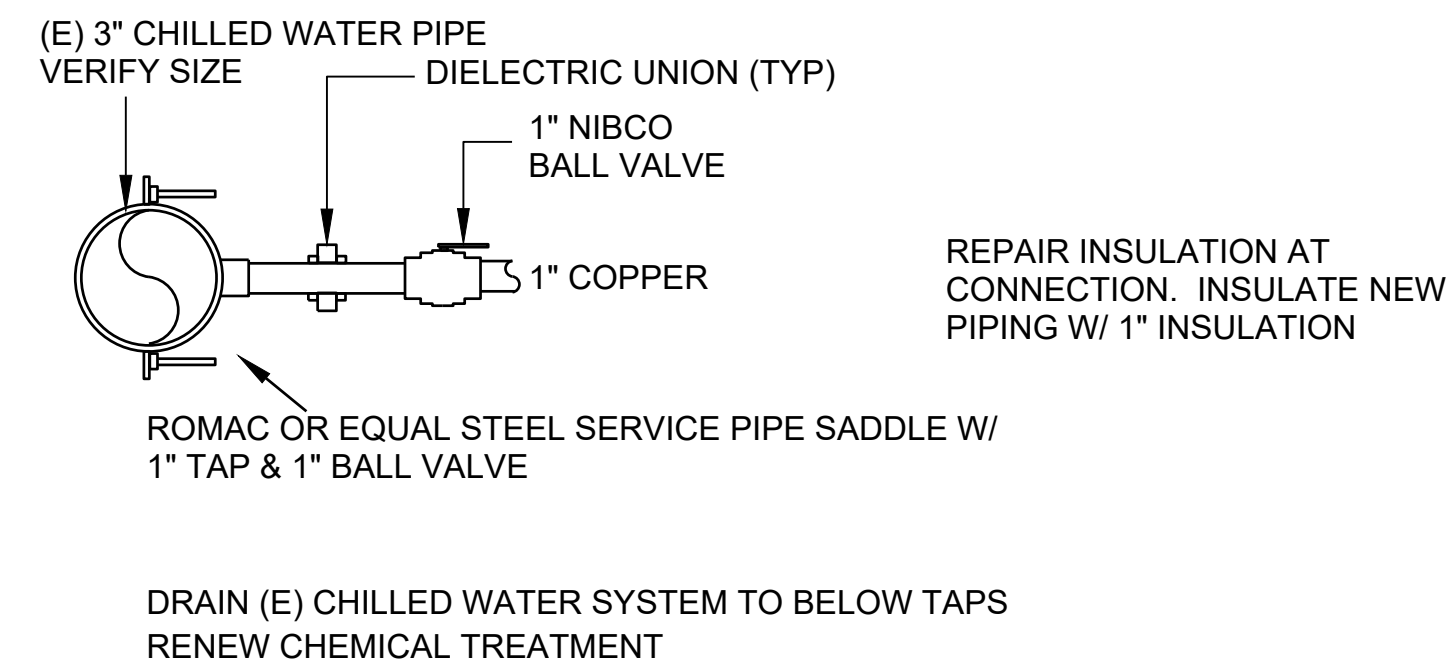 (E) 3" CHILLED WATER PIPE
VERIFY SIZE
DIELECTRIC UNION (TYP)
1" NIBCO
BALL VALVE
1" COPPER
REPAIR INSULATION AT
CONNECTION.  INSULATE NEW
PIPING W/ 1" INSULATION
ROMAC OR EQUAL STEEL SERVICE PIPE SADDLE W/
1" TAP & 1" BALL VALVE
DRAIN (E) CHILLED WATER SYSTEM TO BELOW TAPS
RENEW CHEMICAL TREATMENT